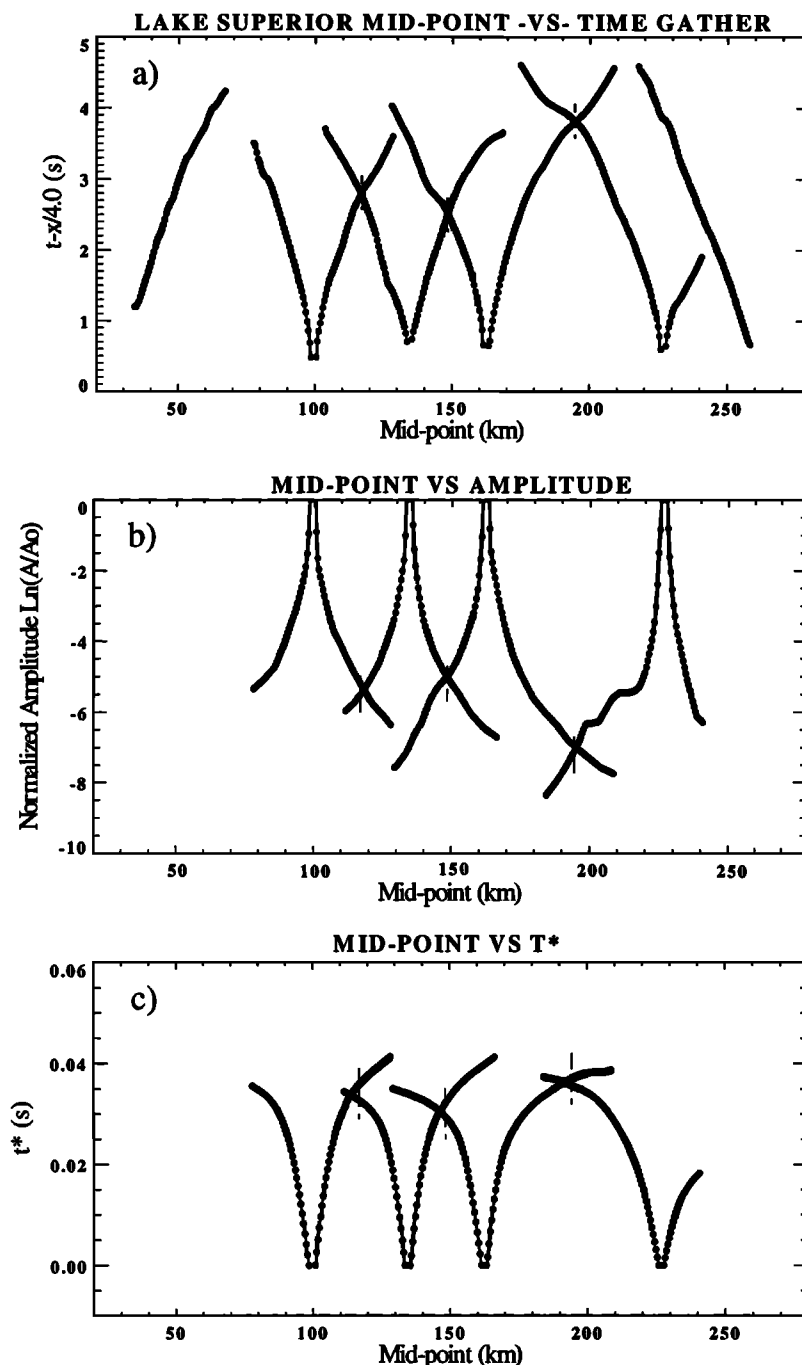 LAKE SUPERIOR MID-POINT -VS- TIME GATHER
a)
5
4
3
2
1
0
t-x/4.0 (s)
50 100 150 200 250
Mid-point (km)
MID-POINT VS AMPLITUDE
b)
0
-2
-4
-6
-8
-10
Normalized Amplitude Ln(A/Ao)
50 100 150 200 250
Mid-point (km)
MID-POINT VS T*
c)
0.06
0.04
0.02
0.00
t* (s)
50 100 150 200 250
Mid-point (km)